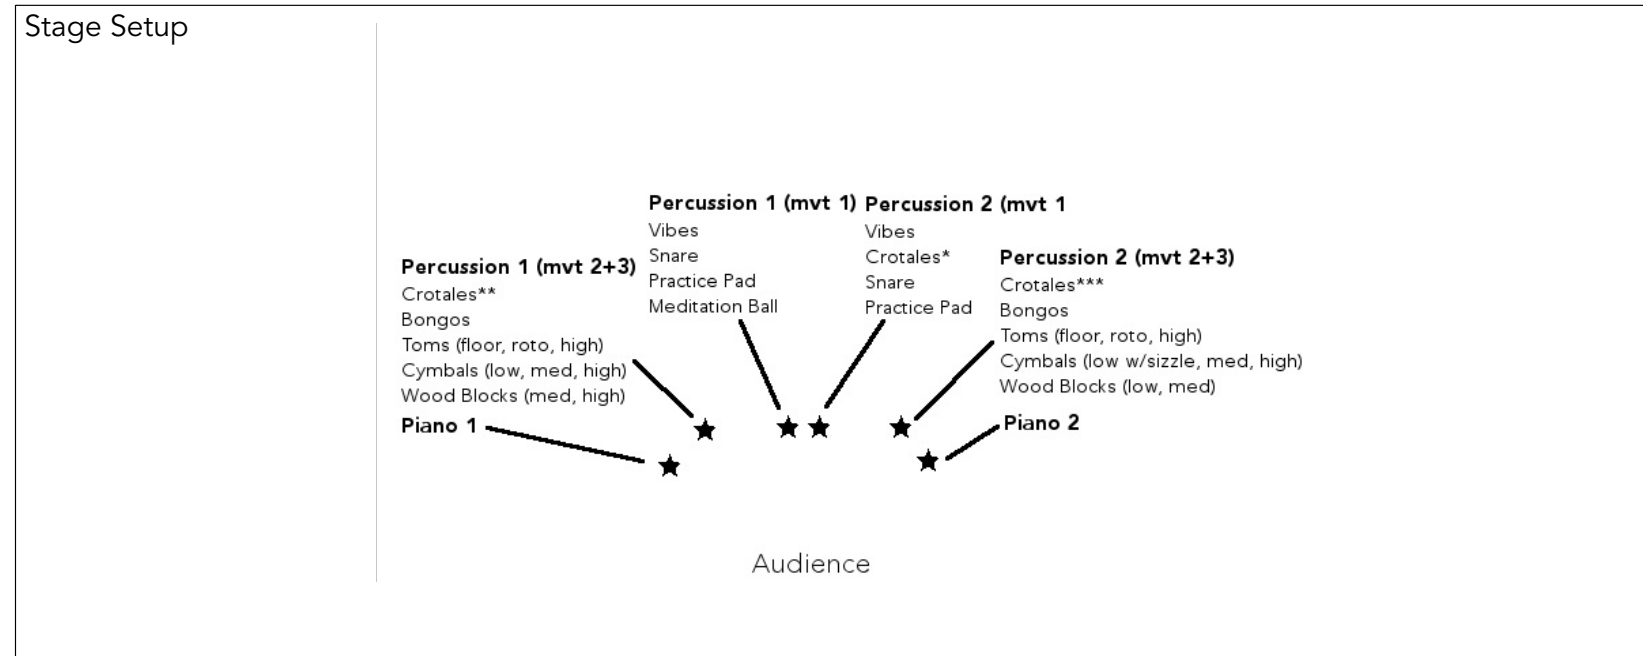 Stage Setup
Percussion 1 (mvt 2+3)
Crotales**
Bongos
Toms (floor, roto, high)
Cymbals (low, med, high)
Wood Blocks (med, high)
Piano 1
Percussion 1 (mvt 1)
Vibes
Snare
Practice Pad
Meditation Ball
Percussion 2 (mvt 1
Vibes
Crotales*
Snare
Practice Pad
Percussion 2 (mvt 2+3)
Crotales***
Bongos
Toms (floor, roto, high)
Cymbals (low w/sizzle, med, high)
Wood Blocks (low, med)
Piano 2
Audience